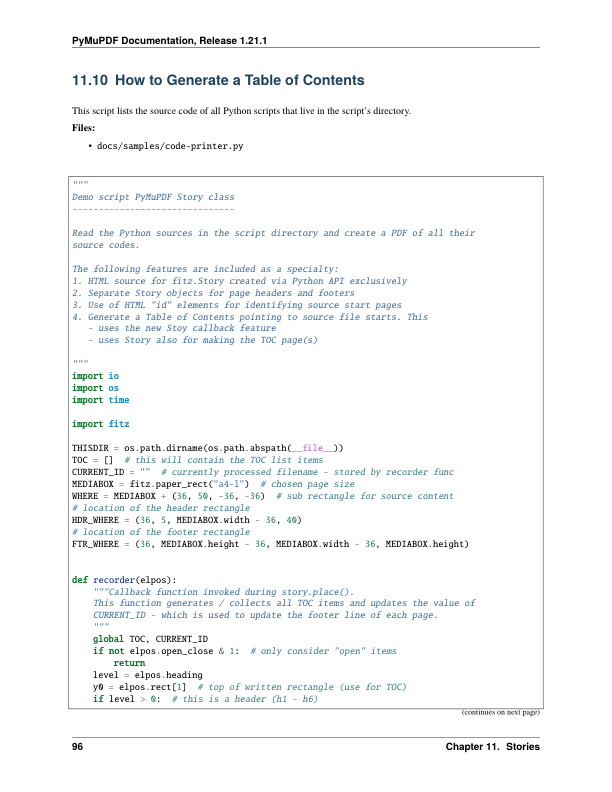 PyMuPDF Documentation, Release 1.21.1
11.10 How to Generate a Table of Contents
This script lists the source code of all Python scripts that live in the script's directory.
Files:
• docs/samples/code-printer.py
"""
Demo script PyMuPDF Story class
-------------------------------
Read the Python sources in the script directory and create a PDF of all their
source codes.
The following features are included as a specialty:
1. HTML source for fitz.Story created via Python API exclusively
2. Separate Story objects for page headers and footers
3. Use of HTML "id" elements for identifying source start pages
4. Generate a Table of Contents pointing to source file starts. This
   - uses the new Stoy callback feature
   - uses Story also for making the TOC page(s)
"""
import io
import os
import time
import fitz
THISDIR = os.path.dirname(os.path.abspath(__file__))
TOC = []  # this will contain the TOC list items
CURRENT_ID = ""  # currently processed filename - stored by recorder func
MEDIABOX = fitz.paper_rect("a4-l")  # chosen page size
WHERE = MEDIABOX + (36, 50, -36, -36)  # sub rectangle for source content
# location of the header rectangle
HDR_WHERE = (36, 5, MEDIABOX.width - 36, 40)
# location of the footer rectangle
FTR_WHERE = (36, MEDIABOX.height - 36, MEDIABOX.width - 36, MEDIABOX.height)
def recorder(elpos):
    """Callback function invoked during story.place().
    This function generates / collects all TOC items and updates the value of
    CURRENT_ID - which is used to update the footer line of each page.
    """
    global TOC, CURRENT_ID
    if not elpos.open_close & 1:  # only consider "open" items
        return
    level = elpos.heading
    y0 = elpos.rect[1]  # top of written rectangle (use for TOC)
    if level > 0:  # this is a header (h1 - h6)
(continues on next page)
96
Chapter 11. Stories